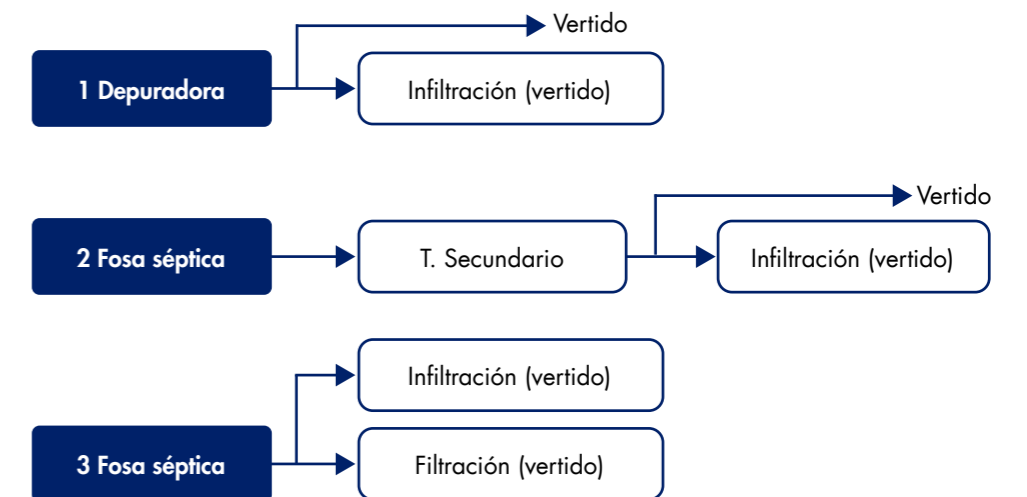 Vertido
1 Depuradora
Infiltración (vertido)
Vertido
2 Fosa séptica
T. Secundario
Infiltración (vertido)
Infiltración (vertido)
3 Fosa séptica
Filtración (vertido)